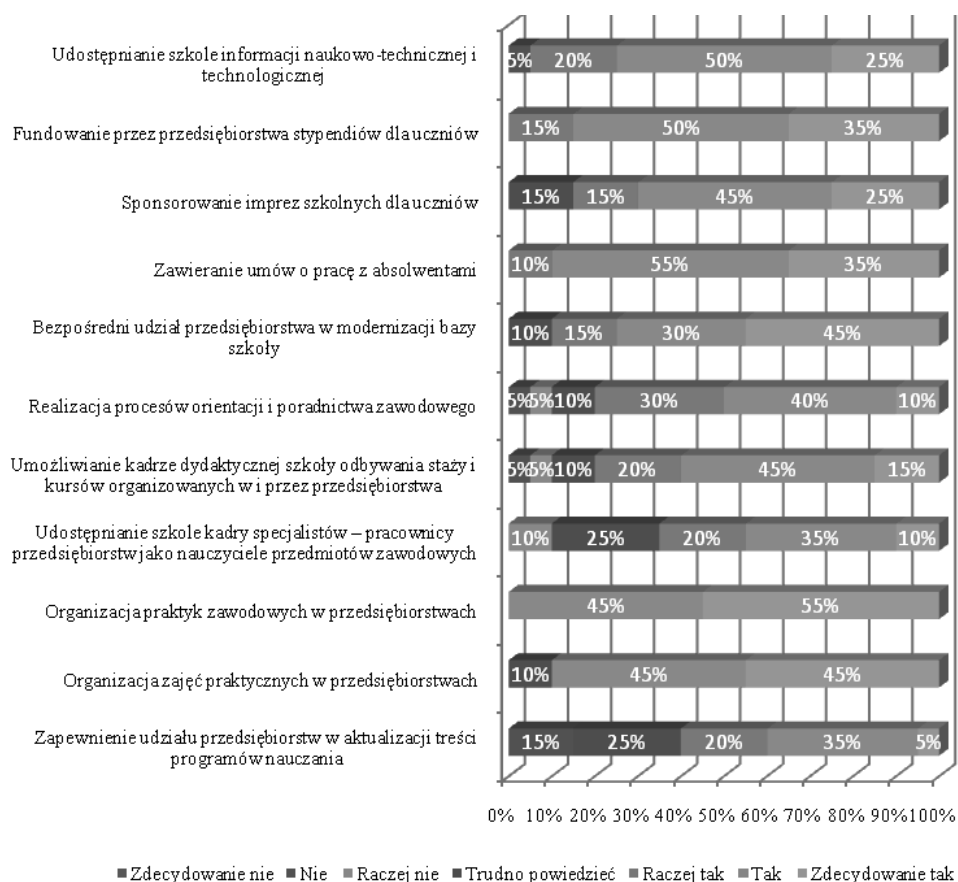 Udostępnianie szkole informacji naukowo-technicznej i
technologicznej
5% 20% 50% 25%
Fundowanie przez przedsiębiorstwa stypendiów dla uczniów
15% 50% 35%
Sponsorowanie imprez szkolnych dla uczniów
15% 15% 45% 25%
Zawieranie umów o pracę z absolwentami
10% 55% 35%
Bezpośredni udział przedsiębiorstwa w modernizacji bazy
szkoły
10% 15% 30% 45%
Realizacja procesów orientacji i poradnictwa zawodowego
5% 5% 10% 30% 40% 10%
Umożliwianie kadrze dydaktycznej szkoły odbywania staży i
kursów organizowanych w i przez przedsiębiorstwa
5% 5% 10% 20% 45% 15%
Udostępnianie szkole kadry specjalistów – pracownicy
przedsiębiorstw jako nauczyciele przedmiotów zawodowych
10% 25% 20% 35% 10%
Organizacja praktyk zawodowych w przedsiębiorstwach
45% 55%
Organizacja zajęć praktycznych w przedsiębiorstwach
10% 45% 45%
Zapewnienie udziału przedsiębiorstw w aktualizacji treści
programów nauczania
15% 25% 20% 35% 5%
0% 10% 20% 30% 40% 50% 60% 70% 80% 90% 100%
Zdecydowanie nie Nie Raczej nie Trudno powiedzieć Raczej tak Tak Zdecydowanie tak